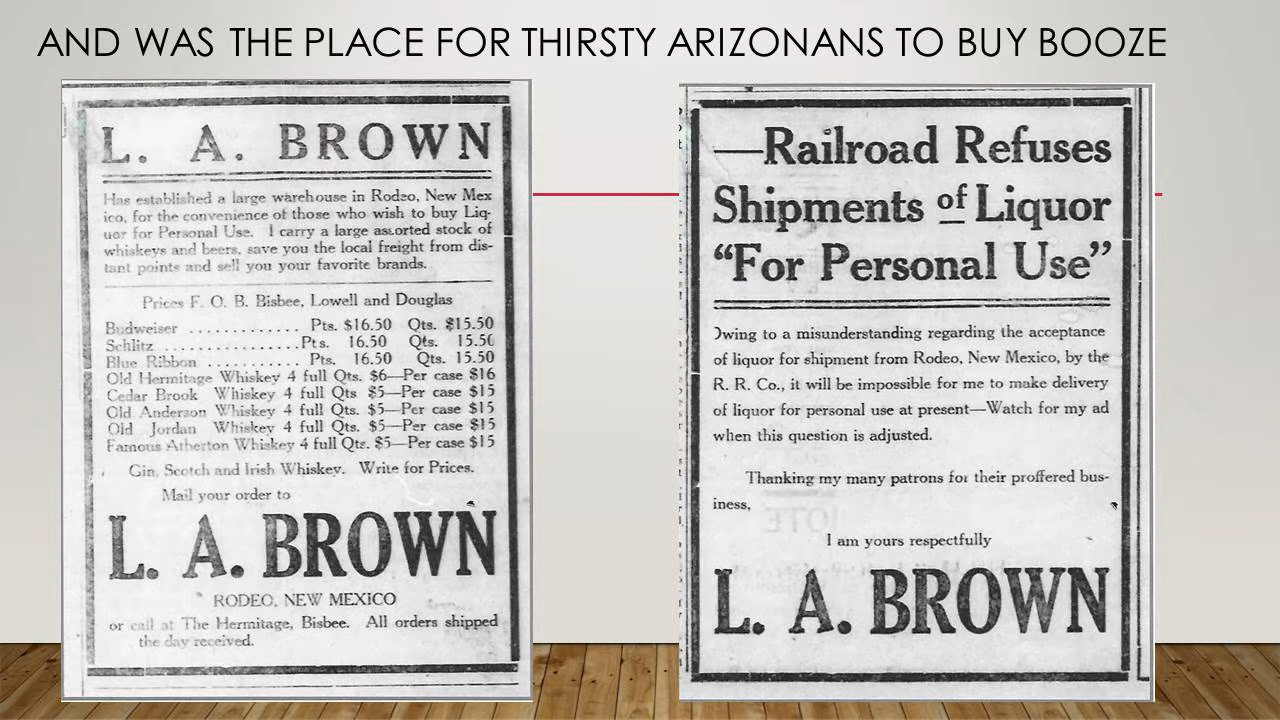 AND WAS THE PLACE FOR THIRSTY ARIZONANS TO BUY BOOZE
L. A. BROWN
Has established a large warehouse in Rodeo, New Mex
ico, for the convenience of those who wish to buy Liq-
uor for Personal Use. I carry a large assorted stock of
whiskeys and beers, save you the local freight from dis-
tant points and sell you your favorite brands.
Prices F. O. B. Bisbee, Lowell and Douglas
Budweiser . . . . . . . . . . . . . Pts. $16.50 Qts. $15.50
Schlitz . . . . . . . . . . . . . . . . Pts. 16.50 Qts. 15.50
Blue Ribbon . . . . . . . . . . . Pts. 16.50 Qts. 15.50
Old Hermitage Whiskey 4 full Qts. $6—Per case $16
Cedar Brook Whiskey 4 full Qts $5—Per case $15
Old Anderson Whiskey 4 full Qts. $5—Per case $15
Old Jordan Whiskey 4 full Qts. $5—Per case $15
Famous Atherton Whiskey 4 full Qts. $5—Per case $15
Gin, Scotch and Irish Whiskey. Write for Prices.
Mail your order to
L. A. BROWN
RODEO, NEW MEXICO
or call at The Hermitage, Bisbee. All orders shipped
the day received.
—Railroad Refuses
Shipments of Liquor
“For Personal Use”
Owing to a misunderstanding regarding the acceptance
of liquor for shipment from Rodeo, New Mexico, by the
R. R. Co., it will be impossible for me to make delivery
of liquor for personal use at present—Watch for my ad
when this question is adjusted.
Thanking my many patrons for their proffered bus-
iness,
I am yours respectfully
L. A. BROWN